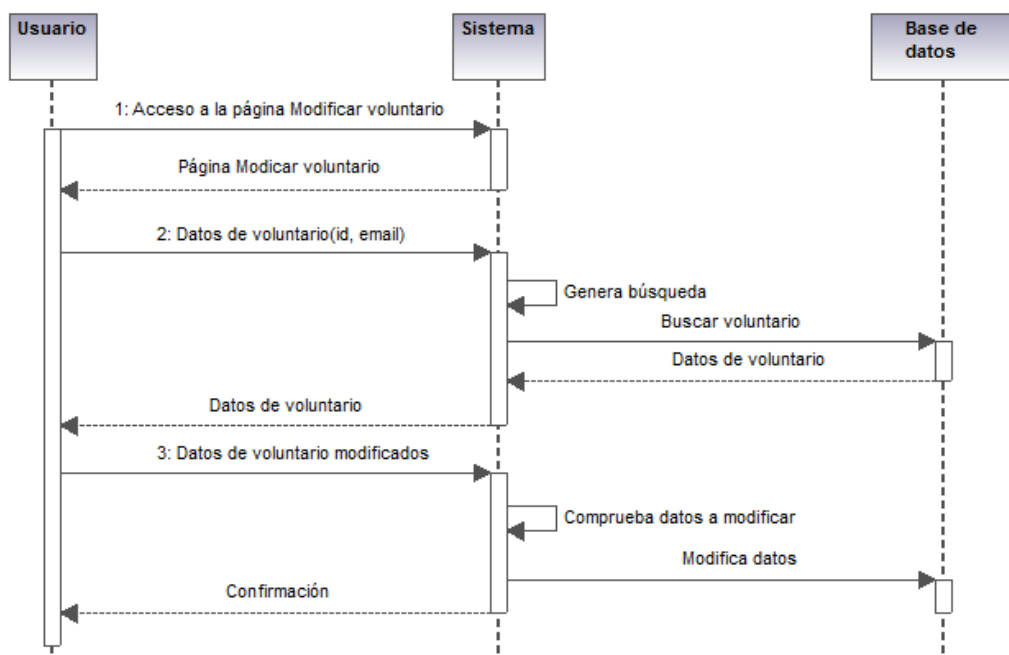 Usuario
Sistema
Base de
datos
1: Acceso a la página Modificar voluntario
Página Modicar voluntario
2: Datos de voluntario(id, email)
Genera búsqueda
Buscar voluntario
Datos de voluntario
Datos de voluntario
3: Datos de voluntario modificados
Comprueba datos a modificar
Modifica datos
Confirmación